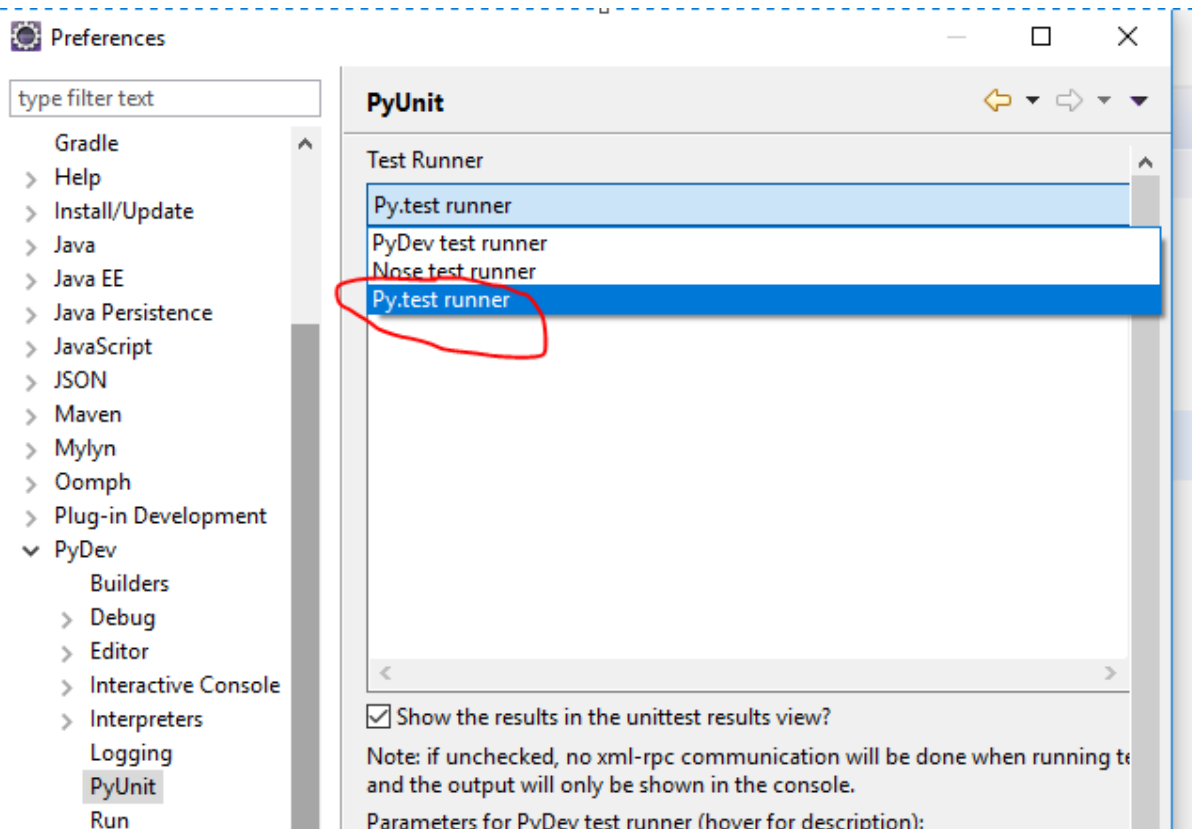 Preferences
type filter text
Gradle
Help
Install/Update
Java
Java EE
Java Persistence
JavaScript
JSON
Maven
Mylyn
Oomph
Plug-in Development
PyDev
Builders
Debug
Editor
Interactive Console
Interpreters
Logging
PyUnit
Run
PyUnit
Test Runner
Py.test runner
PyDev test runner
Nose test runner
Py.test runner
Show the results in the unittest results view?
Note: if unchecked, no xml-rpc communication will be done when running
and the output will only be shown in the console.
Parameters for PyDev test runner (hover for description):